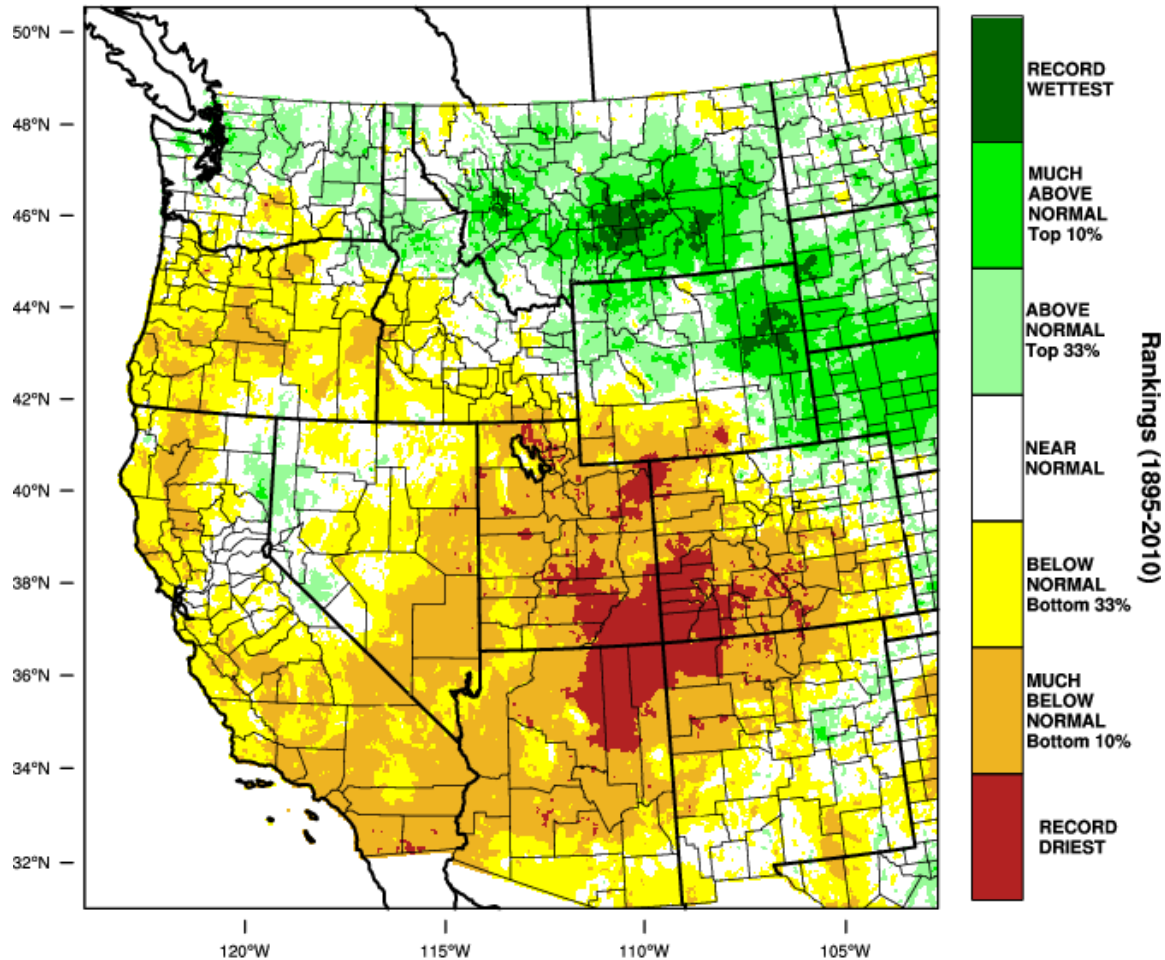 50°N
48°N
46°N
44°N
42°N
40°N
38°N
36°N
34°N
32°N
120°W
115°W
110°W
105°W
RECORD
WETTEST
MUCH
ABOVE
NORMAL
Top 10%
ABOVE
NORMAL
Top 33%
NEAR
NORMAL
BELOW
NORMAL
Bottom 33%
MUCH
BELOW
NORMAL
Bottom 10%
RECORD
DRIEST
Rankings (1895-2010)